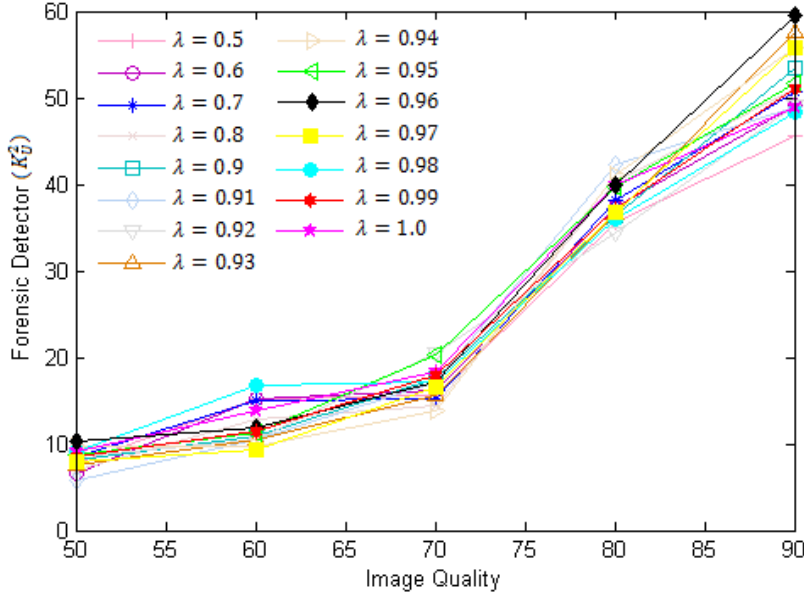 60
50
40
30
20
10
0
Forensic Detector (K_U^2)
λ = 0.5
λ = 0.6
λ = 0.7
λ = 0.8
λ = 0.9
λ = 0.91
λ = 0.92
λ = 0.93
λ = 0.94
λ = 0.95
λ = 0.96
λ = 0.97
λ = 0.98
λ = 0.99
λ = 1.0
50 55 60 65 70 75 80 85 90
Image Quality